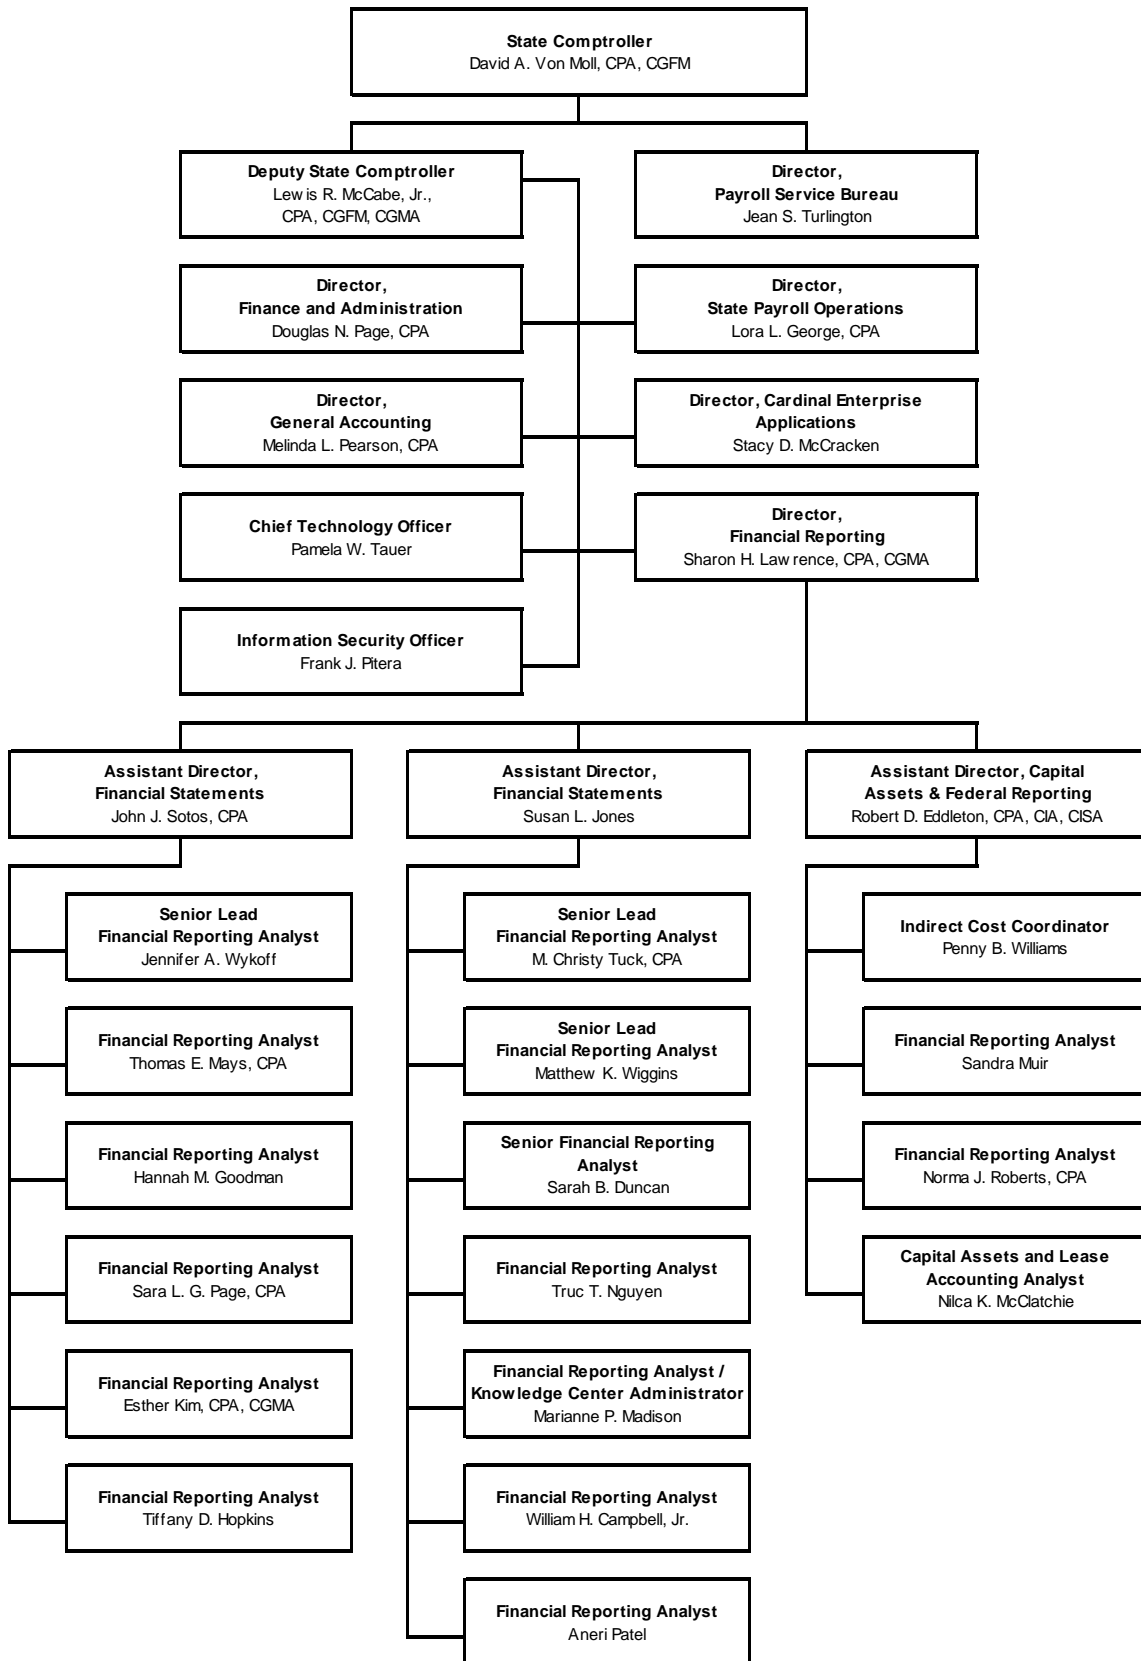 State Comptroller
David A. Von Moll, CPA, CGFM
Deputy State Comptroller
Lewis R. McCabe, Jr.,
CPA, CGFM, CGMA
Director,
Payroll Service Bureau
Jean S. Turlington
Director,
Finance and Administration
Douglas N. Page, CPA
Director,
State Payroll Operations
Lora L. George, CPA
Director,
General Accounting
Melinda L. Pearson, CPA
Director, Cardinal Enterprise
Applications
Stacy D. McCracken
Chief Technology Officer
Pamela W. Tauer
Director,
Financial Reporting
Sharon H. Lawrence, CPA, CGMA
Information Security Officer
Frank J. Pitera
Assistant Director,
Financial Statements
John J. Sotos, CPA
Assistant Director,
Financial Statements
Susan L. Jones
Assistant Director, Capital
Assets & Federal Reporting
Robert D. Eddleton, CPA, CIA, CISA
Senior Lead
Financial Reporting Analyst
Jennifer A. Wykoff
Senior Lead
Financial Reporting Analyst
M. Christy Tuck, CPA
Indirect Cost Coordinator
Penny B. Williams
Financial Reporting Analyst
Thomas E. Mays, CPA
Senior Lead
Financial Reporting Analyst
Matthew K. Wiggins
Financial Reporting Analyst
Sandra Muir
Financial Reporting Analyst
Hannah M. Goodman
Senior Financial Reporting
Analyst
Sarah B. Duncan
Financial Reporting Analyst
Norma J. Roberts, CPA
Financial Reporting Analyst
Sara L. G. Page, CPA
Financial Reporting Analyst
Truc T. Nguyen
Capital Assets and Lease
Accounting Analyst
Nilca K. McClatchie
Financial Reporting Analyst
Esther Kim, CPA, CGMA
Financial Reporting Analyst /
Knowledge Center Administrator
Marianne P. Madison
Financial Reporting Analyst
Tiffany D. Hopkins
Financial Reporting Analyst
William H. Campbell, Jr.
Financial Reporting Analyst
Aneri Patel